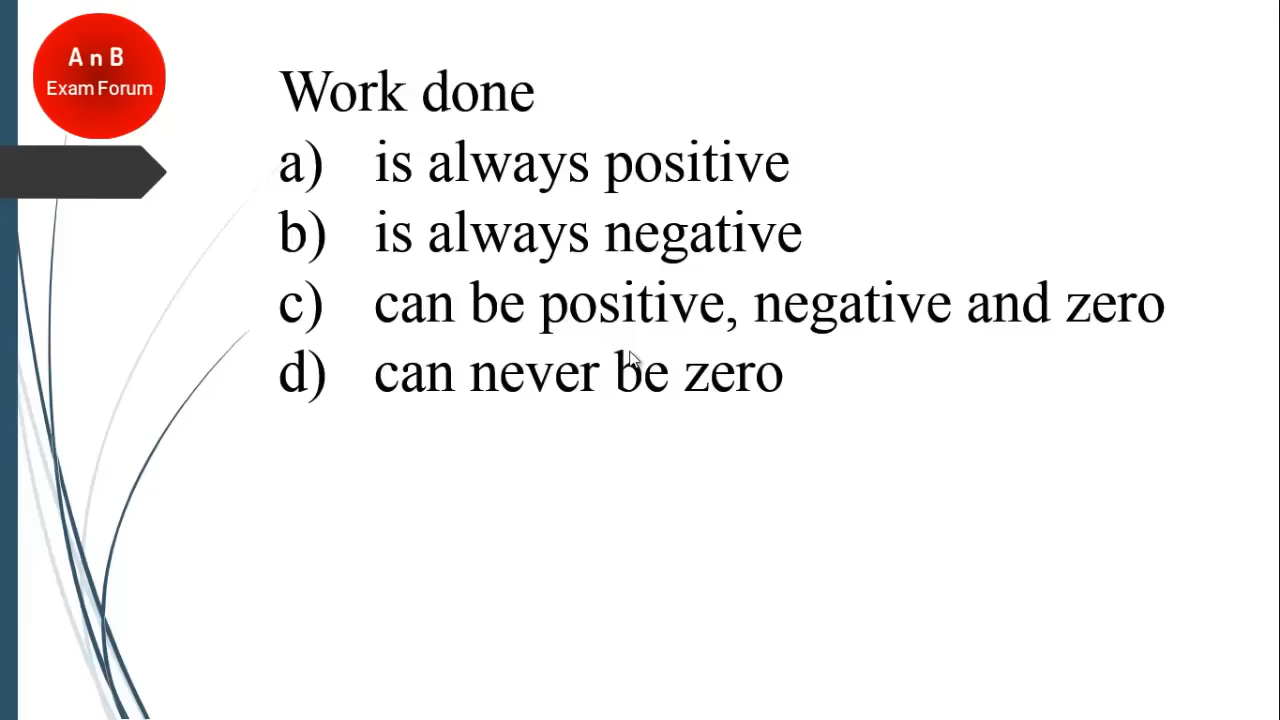 A n B
Exam Forum
Work done
a) is always positive
b) is always negative
c) can be positive, negative and zero
d) can never be zero